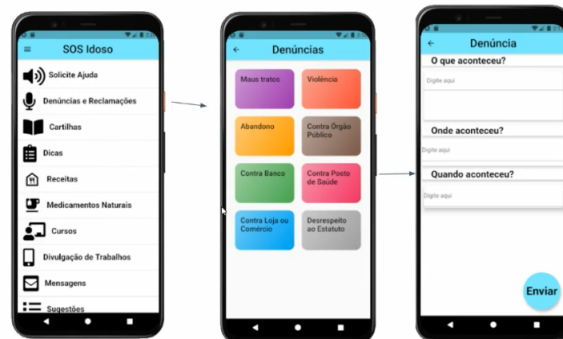 SOS Idoso
Solicite Ajuda
Denúncias e Reclamações
Cartilhas
Dicas
Receitas
Medicamentos Naturais
Cursos
Divulgação de Trabalhos
Mensagens
Sugestões
Denúncias
Maus tratos
Violência
Abandono
Contra Órgão
Público
Contra Banco
Contra Posto
de Saúde
Contra Loja ou
Comércio
Desrespeito
ao Estatuto
Denúncia
O que aconteceu?
Digite aqui
Onde aconteceu?
Digite aqui
Quando aconteceu?
Digite aqui
Enviar